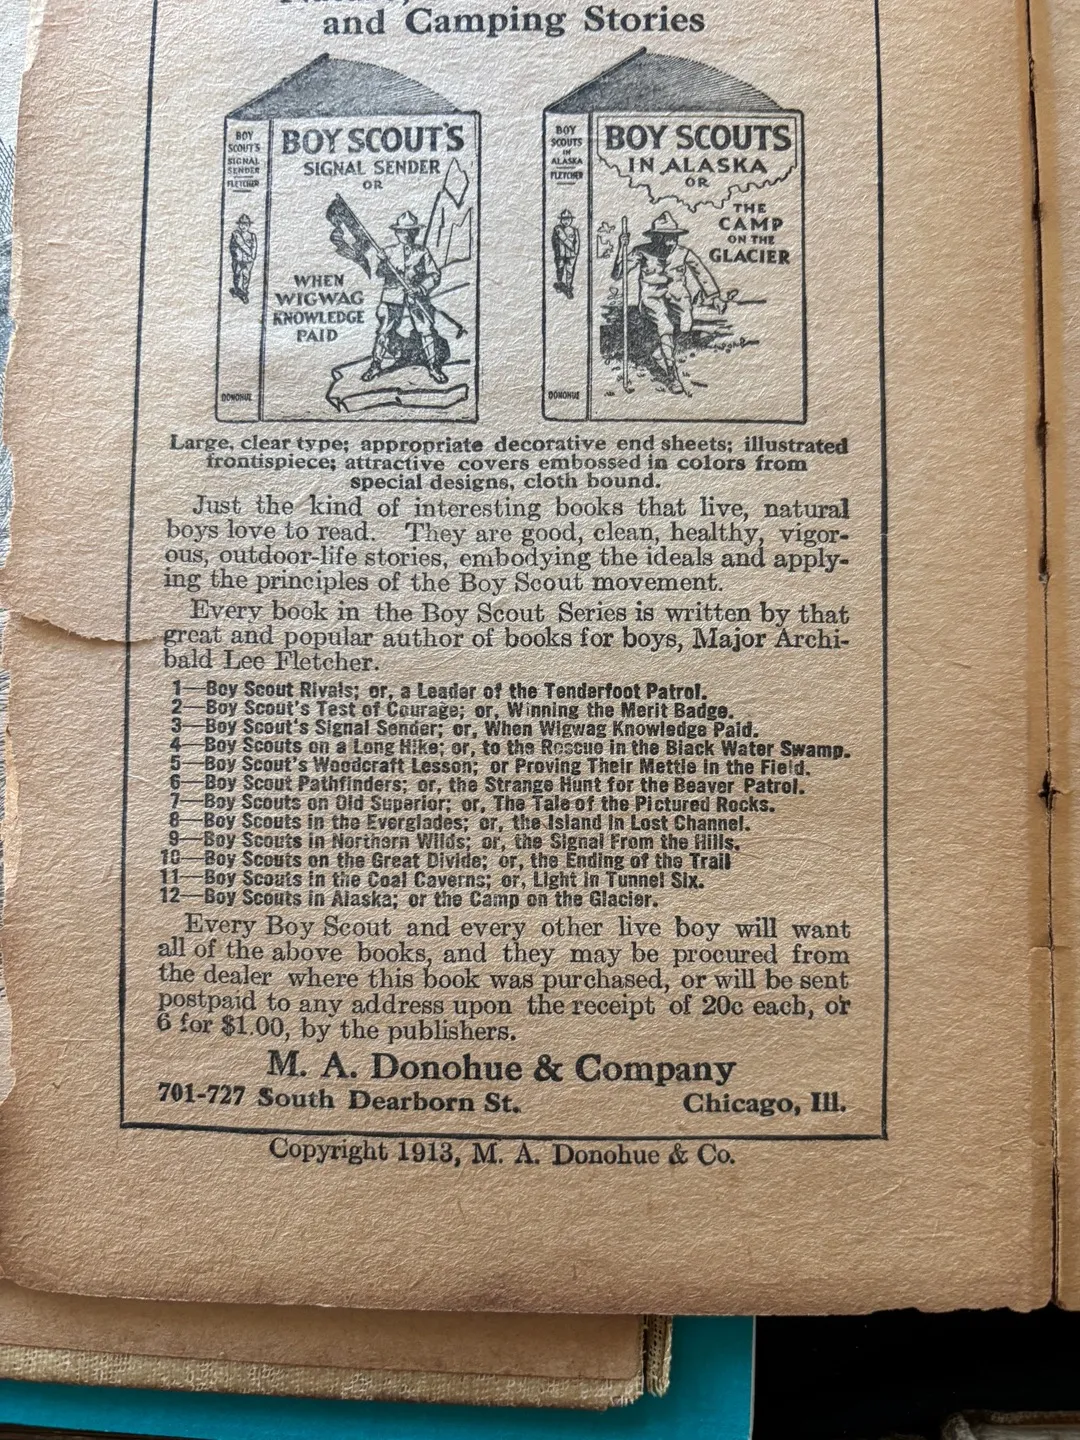 and Camping Stories
BOY
SCOUT'S
SIGNAL
SENDER
FLETCHER
DONOHUE
BOY SCOUT'S
SIGNAL SENDER
OR
WHEN
WIGWAG
KNOWLEDGE
PAID
BOY
SCOUTS
IN
ALASKA
FLETCHER
DONOHUE
BOY SCOUTS
IN ALASKA
OR
THE
CAMP
ON THE
GLACIER
Large, clear type; appropriate decorative end sheets; illustrated
frontispiece; attractive covers embossed in colors from
special designs, cloth bound.
Just the kind of interesting books that live, natural
boys love to read. They are good, clean, healthy, vigor-
ous, outdoor-life stories, embodying the ideals and apply-
ing the principles of the Boy Scout movement.
Every book in the Boy Scout Series is written by that
great and popular author of books for boys, Major Archi-
bald Lee Fletcher.
1—Boy Scout Rivals; or, a Leader of the Tenderfoot Patrol.
2—Boy Scout's Test of Courage; or, Winning the Merit Badge.
3—Boy Scout's Signal Sender; or, When Wigwag Knowledge Paid.
4—Boy Scouts on a Long Hike; or, to the Rescue in the Black Water Swamp.
5—Boy Scout's Woodcraft Lesson; or Proving Their Mettle in the Field.
6—Boy Scout Pathfinders; or, the Strange Hunt for the Beaver Patrol.
7—Boy Scouts on Old Superior; or, The Tale of the Pictured Rocks.
8—Boy Scouts in the Everglades; or, the Island in Lost Channel.
9—Boy Scouts in Northern Wilds; or, the Signal From the Hills.
10—Boy Scouts on the Great Divide; or, the Ending of the Trail
11—Boy Scouts in the Coal Caverns; or, Light in Tunnel Six.
12—Boy Scouts in Alaska; or the Camp on the Glacier.
Every Boy Scout and every other live boy will want
all of the above books, and they may be procured from
the dealer where this book was purchased, or will be sent
postpaid to any address upon the receipt of 20c each, or
6 for $1.00, by the publishers.
M. A. Donohue & Company
701-727 South Dearborn St. Chicago, Ill.
Copyright 1913, M. A. Donohue & Co.